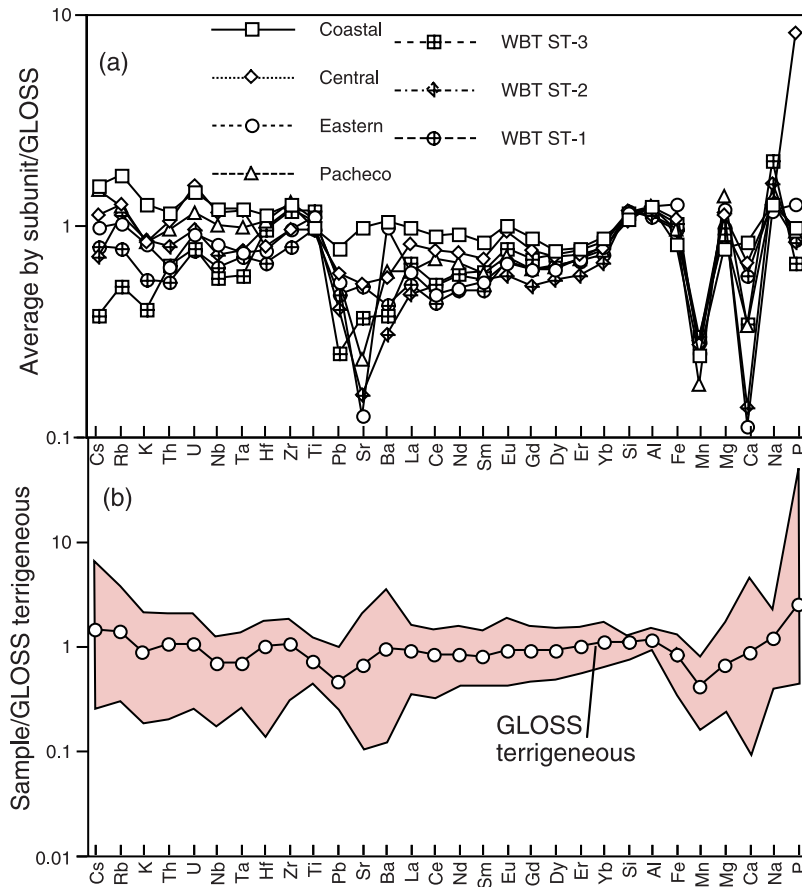 10
(a)
Coastal
Central
Eastern
Pacheco
WBT ST-3
WBT ST-2
WBT ST-1
1
0.1
Average by subunit/GLOSS
Cs Rb K Th U Nb Ta Hf Zr Ti Pb Sr Ba La Ce Nd Sm Eu Gd Dy Er Yb Si Al Fe Mn Mg Ca Na P
(b)
10
1
0.1
0.01
Sample/GLOSS terrigeneous
GLOSS
terrigeneous
Cs Rb K Th U Nb Ta Hf Zr Ti Pb Sr Ba La Ce Nd Sm Eu Gd Dy Er Yb Si Al Fe Mn Mg Ca Na P